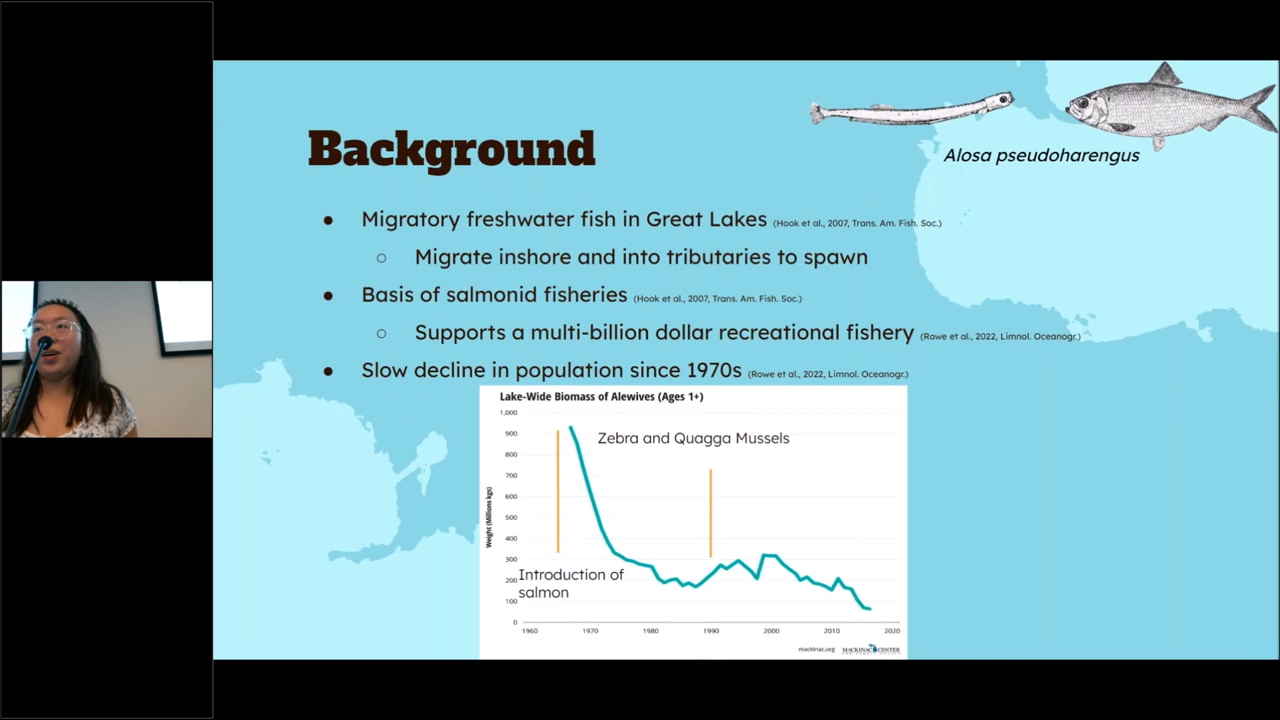 Background
Alosa pseudoharengus
● Migratory freshwater fish in Great Lakes (Hook et al., 2007, Trans. Am. Fish. Soc.)
○ Migrate inshore and into tributaries to spawn
● Basis of salmonid fisheries (Hook et al., 2007, Trans. Am. Fish. Soc.)
○ Supports a multi-billion dollar recreational fishery (Rowe et al., 2022, Limnol. Oceanogr.)
● Slow decline in population since 1970s (Rowe et al., 2022, Limnol. Oceanogr.)
Lake-Wide Biomass of Alewives (Ages 1+)
1,000
900
800
700
600
500
400
300
200
100
0
Weight (Millions kgs)
Zebra and Quagga Mussels
Introduction of
salmon
1960 1970 1980 1990 2000 2010 2020
mackinac.org MACKINAC CENTER